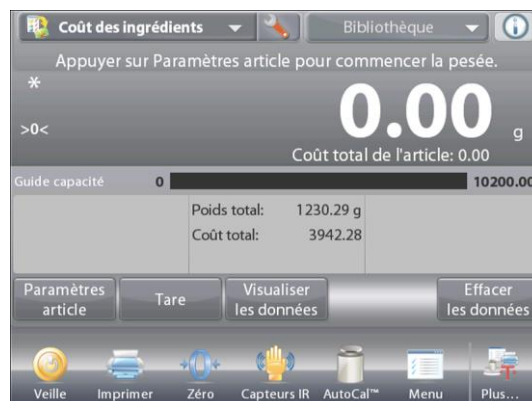 Coût des ingrédients
Bibliothèque
Appuyer sur Paramètres article pour commencer la pesée.
*
>0<
0.00 g
Coût total de l'article: 0.00
Guide capacité 0 10200.00
Poids total: 1230.29 g
Coût total: 3942.28
Paramètres article
Tare
Visualiser les données
Effacer les données
Veille
Imprimer
Zéro
Capteurs IR
AutoCal™
Menu
Plus...